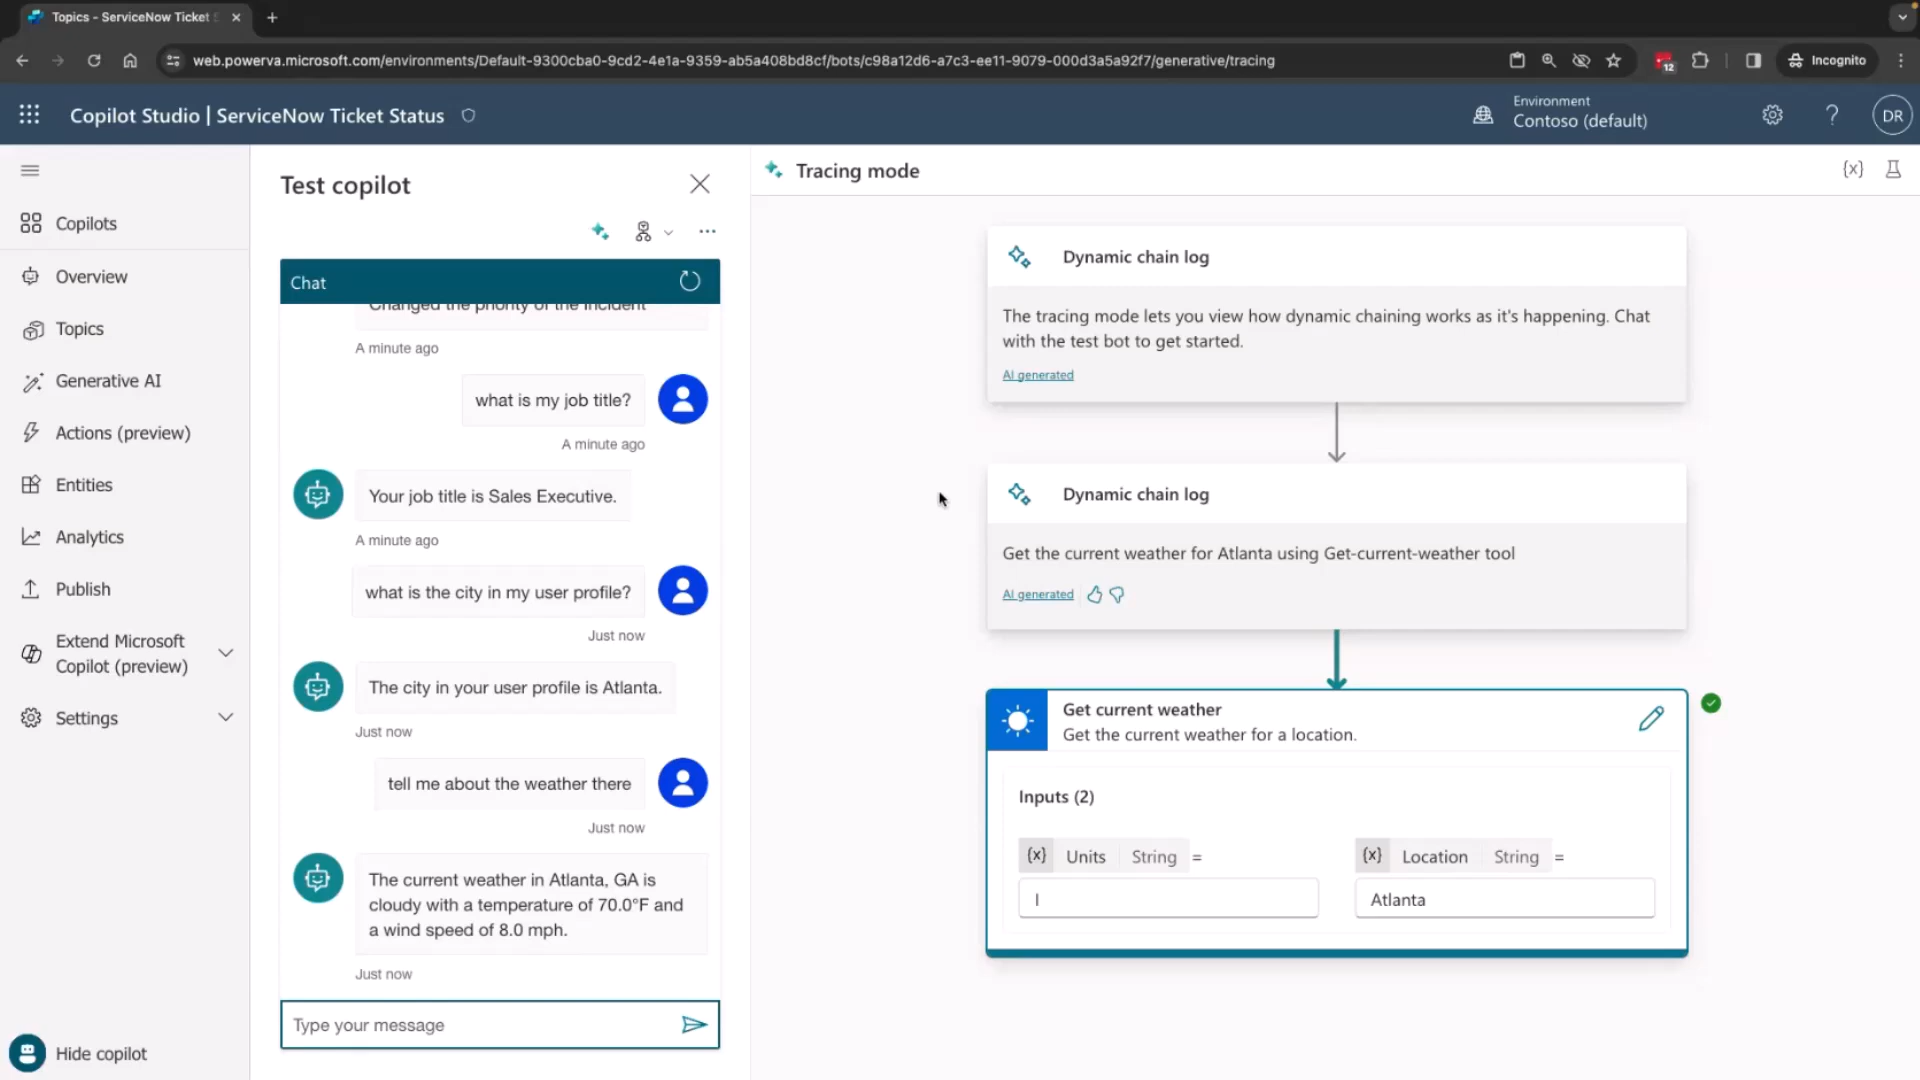 Topics - ServiceNow Ticket S
web.powerva.microsoft.com/environments/Default-9300cba0-9cd2-4e1a-9359-ab5a408bd8cf/bots/c98a12d6-a7c3-ee11-9079-000d3a5a92f7/generative/tracing
12
Incognito
Copilot Studio | ServiceNow Ticket Status
Environment
Contoso (default)
?
DR
Copilots
Overview
Topics
Generative AI
Actions (preview)
Entities
Analytics
Publish
Extend Microsoft
Copilot (preview)
Settings
Hide copilot
Test copilot
Chat
Changed the priority of the incident
A minute ago
what is my job title?
A minute ago
Your job title is Sales Executive.
A minute ago
what is the city in my user profile?
Just now
The city in your user profile is Atlanta.
Just now
tell me about the weather there
Just now
The current weather in Atlanta, GA is
cloudy with a temperature of 70.0°F and
a wind speed of 8.0 mph.
Just now
Type your message
Tracing mode
{x}
Dynamic chain log
The tracing mode lets you view how dynamic chaining works as it's happening. Chat
with the test bot to get started.
AI generated
Dynamic chain log
Get the current weather for Atlanta using Get-current-weather tool
AI generated
Get current weather
Get the current weather for a location.
Inputs (2)
{x} Units String =
I
{x} Location String =
Atlanta